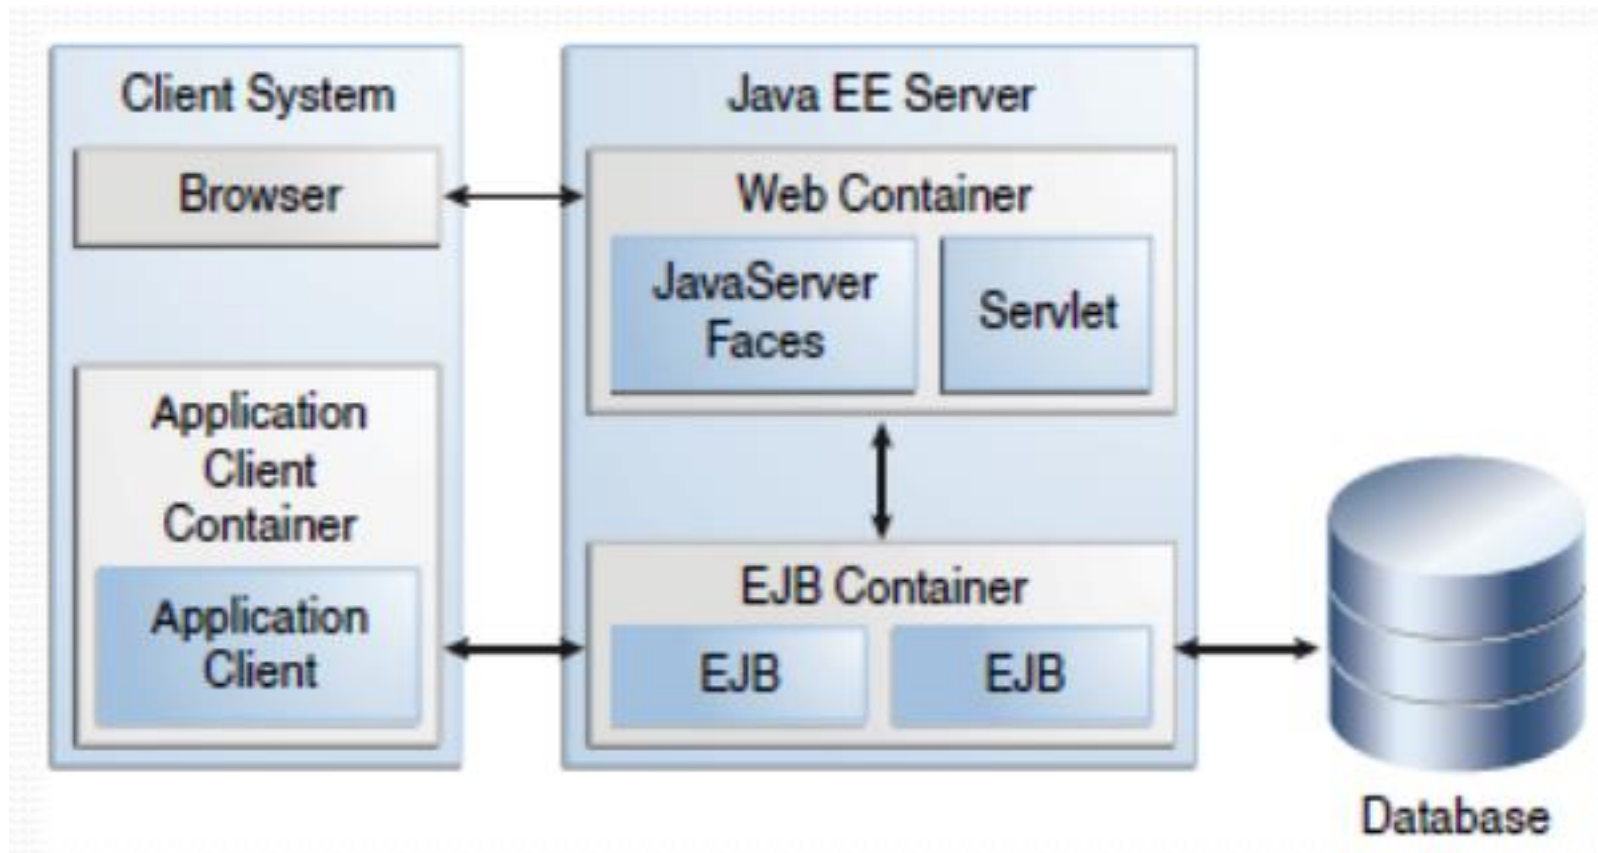 Client System
Browser
Application
Client
Container
Application
Client
Java EE Server
Web Container
JavaServer
Faces
Servlet
EJB Container
EJB
EJB
Database